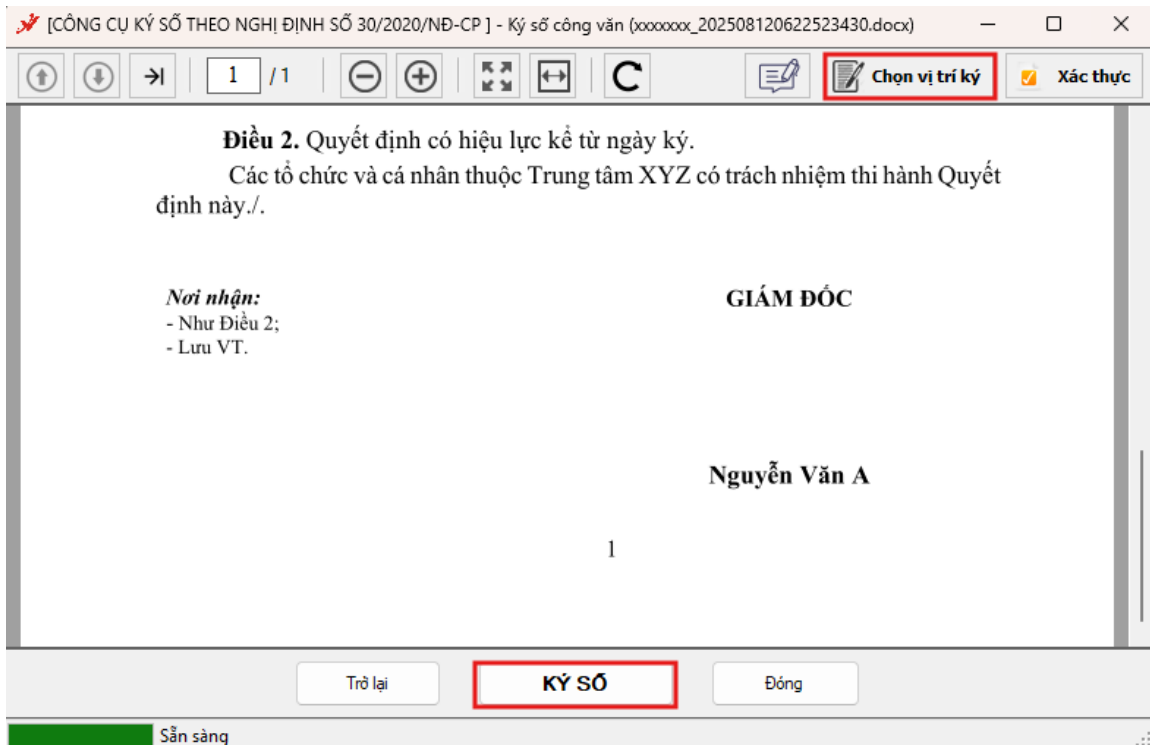 [CÔNG CỤ KÝ SỐ THEO NGHỊ ĐỊNH SỐ 30/2020/NĐ-CP ] - Ký số công văn (xxxxxxx_202508120622523430.docx)
1 / 1 Chọn vị trí ký Xác thực
Điều 2. Quyết định có hiệu lực kể từ ngày ký.
Các tổ chức và cá nhân thuộc Trung tâm XYZ có trách nhiệm thi hành Quyết
định này./.
Nơi nhận:
- Như Điều 2;
- Lưu VT.
GIÁM ĐỐC
Nguyễn Văn A
1
Trở lại KÝ SỐ Đóng
Sẵn sàng